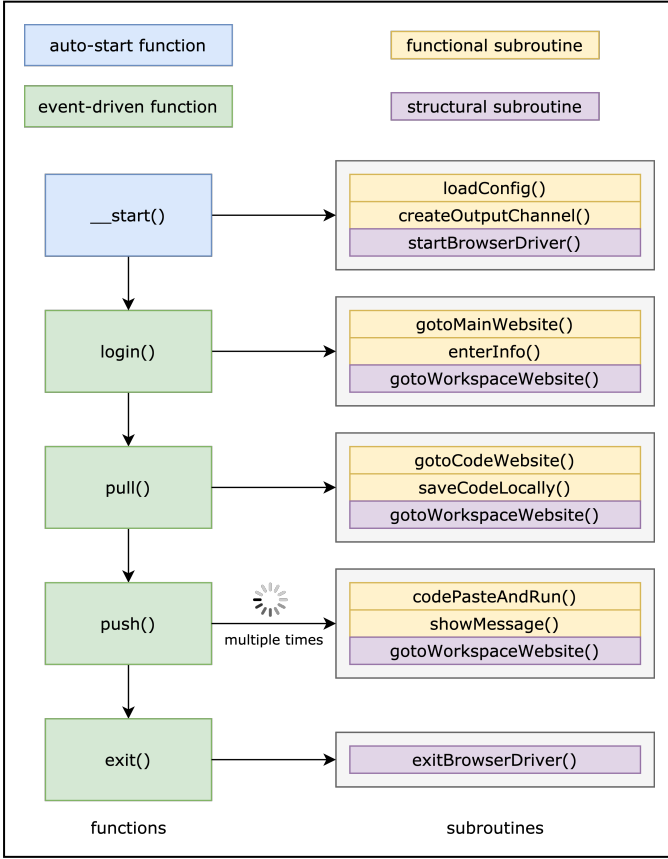 auto-start function
functional subroutine
event-driven function
structural subroutine
__start()
loadConfig()
createOutputChannel()
startBrowserDriver()
login()
gotoMainWebsite()
enterInfo()
gotoWorkspaceWebsite()
pull()
gotoCodeWebsite()
saveCodeLocally()
gotoWorkspaceWebsite()
push()
multiple times
codePasteAndRun()
showMessage()
gotoWorkspaceWebsite()
exit()
exitBrowserDriver()
functions
subroutines